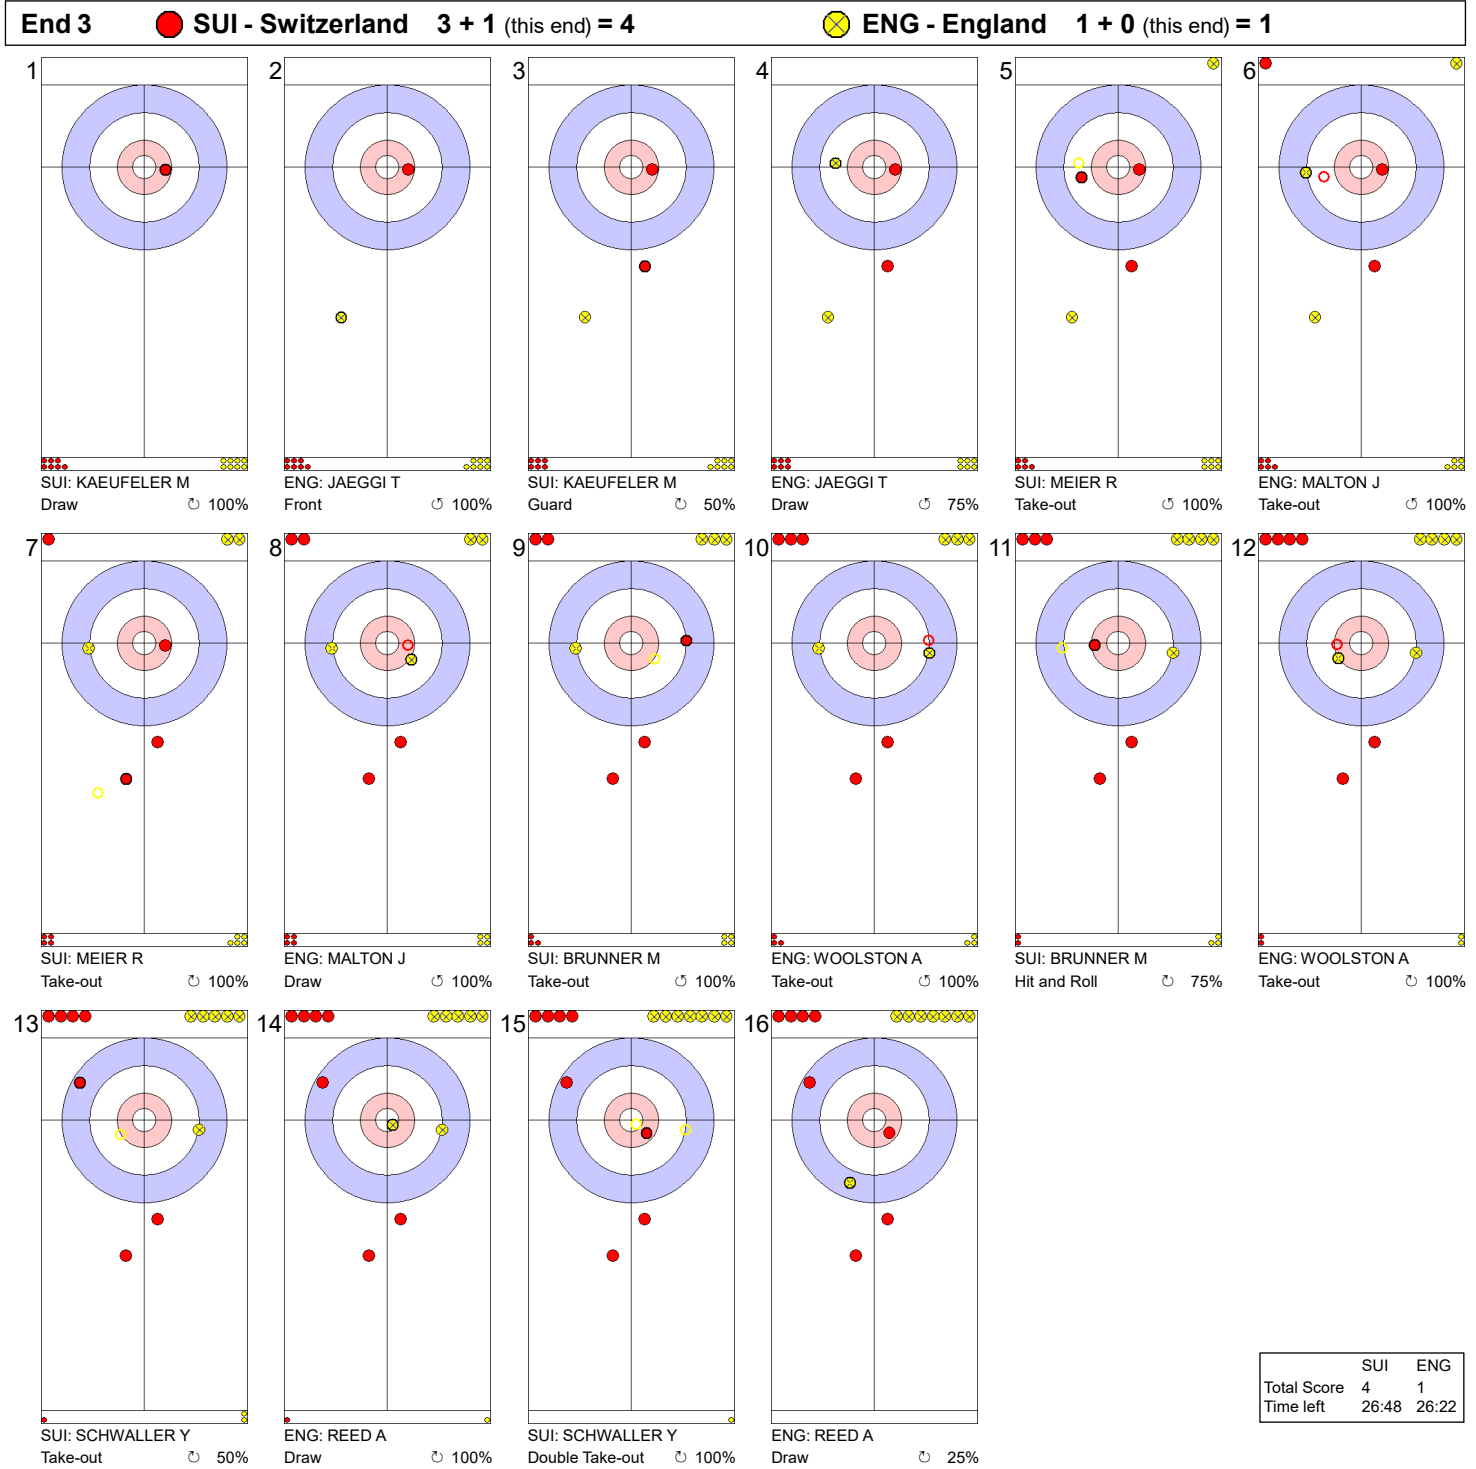 End 3 SUI - Switzerland 3 + 1 (this end) = 4 ENG - England 1 + 0 (this end) = 1
1 2 3 4 5 6
SUI: KAEUFELER M ENG: JAEGGI T SUI: KAEUFELER M ENG: JAEGGI T SUI: MEIER R ENG: MALTON J
Draw ↻ 100% Front ↻ 100% Guard ↻ 50% Draw ↺ 75% Take-out ↺ 100% Take-out ↺ 100%
7 8 9 10 11 12
SUI: MEIER R ENG: MALTON J SUI: BRUNNER M ENG: WOOLSTON A SUI: BRUNNER M ENG: WOOLSTON A
Take-out ↻ 100% Draw ↻ 100% Take-out ↺ 100% Take-out ↺ 100% Hit and Roll ↻ 75% Take-out ↺ 100%
13 14 15 16
SUI: SCHWALLER Y ENG: REED A SUI: SCHWALLER Y ENG: REED A
Take-out ↻ 50% Draw ↻ 100% Double Take-out ↻ 100% Draw ↻ 25%
SUI ENG
Total Score 4 1
Time left 26:48 26:22